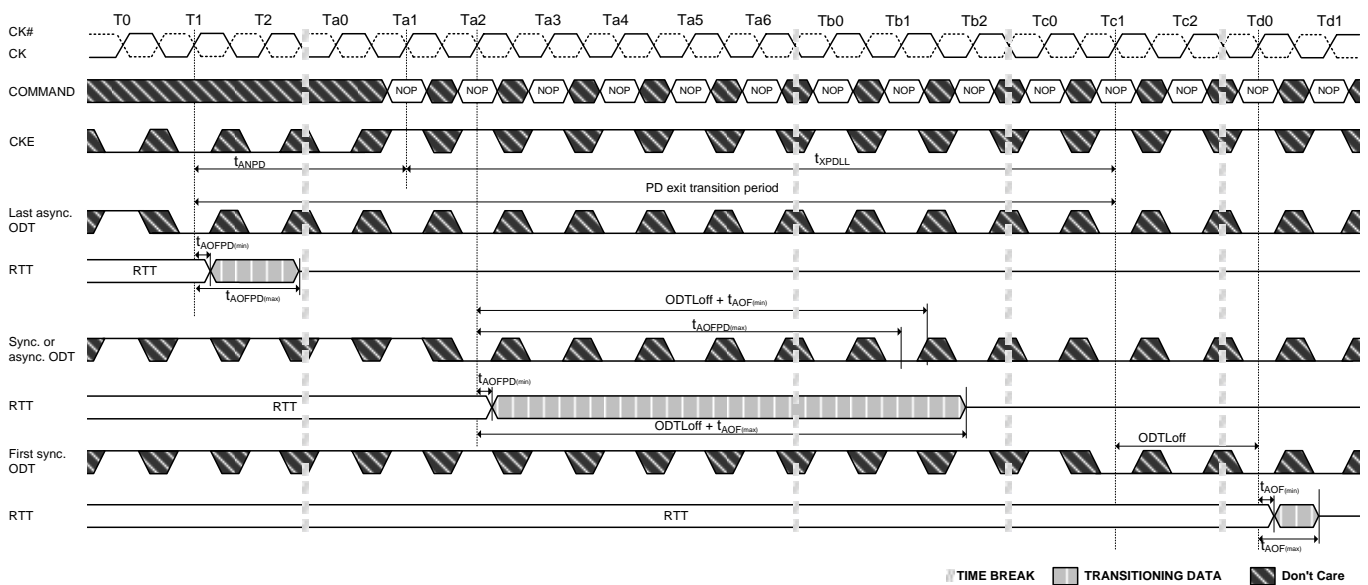 T0 T1 T2 Ta0 Ta1 Ta2 Ta3 Ta4 Ta5 Ta6 Tb0 Tb1 Tb2 Tc0 Tc1 Tc2 Td0 Td1
CK#
CK
COMMAND NOP NOP NOP NOP NOP NOP NOP NOP NOP NOP NOP NOP NOP NOP
CKE
tANPD tXPDLL
PD exit transition period
Last async.
ODT
tAOFPD(min)
RTT RTT
tAOFPD(max)
ODTLoff + tAOF(min)
tAOFPD(max)
Sync. or
async. ODT
tAOFPD(min)
RTT RTT
ODTLoff + tAOF(max)
ODTLoff
First sync.
ODT
tAOF(min)
RTT RTT
tAOF(max)
TIME BREAK TRANSITIONING DATA Don't Care